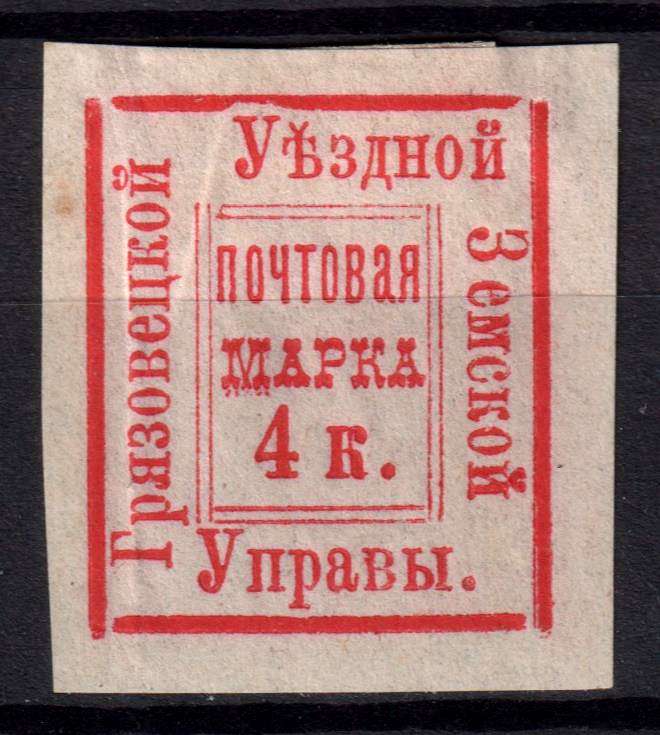 Грязовецкой
Уѣздной
Земской
Управы.
ПОЧТОВАЯ
МАРКА
4 к.